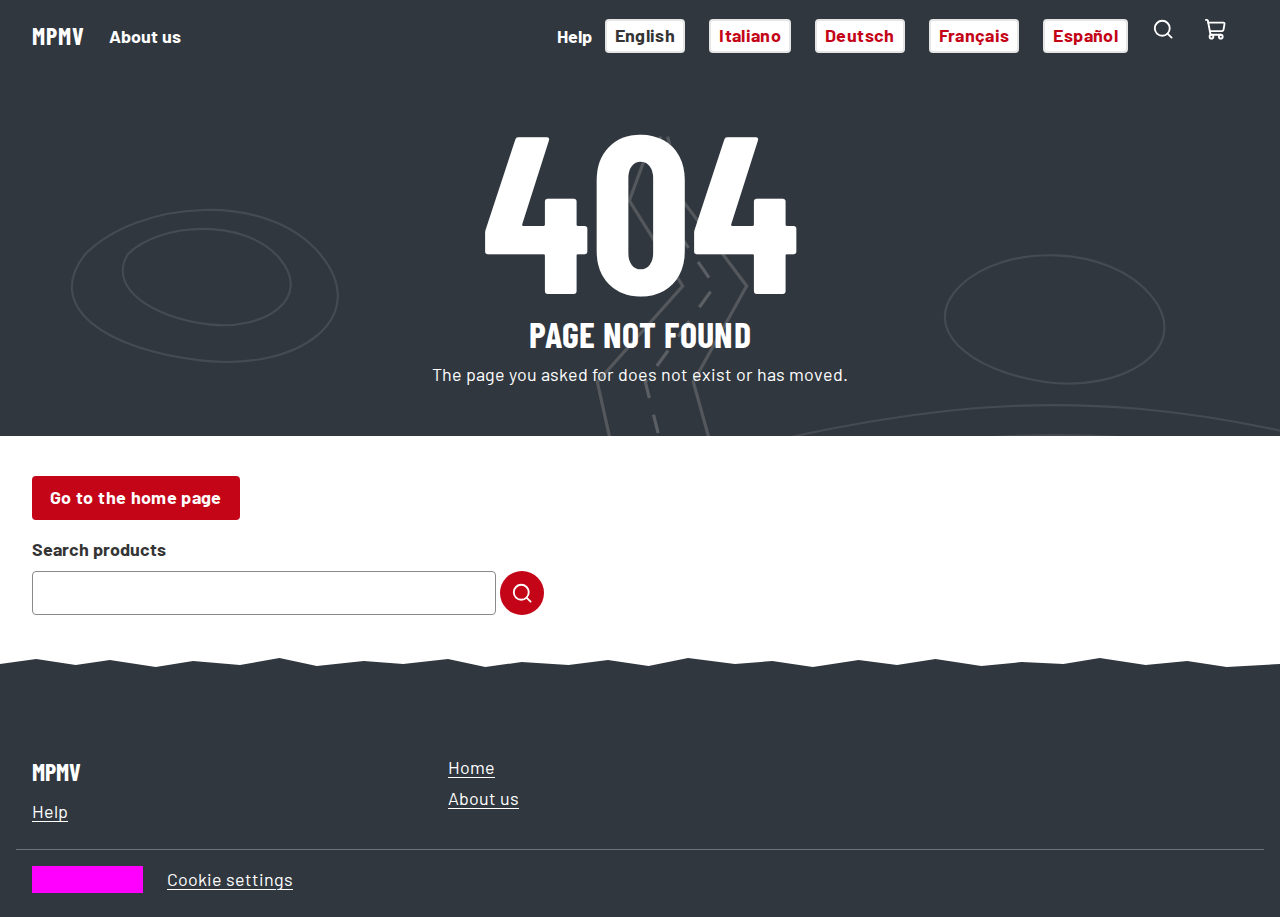 MPMV About us Help English Italiano Deutsch Français Español
404
PAGE NOT FOUND
The page you asked for does not exist or has moved.
Go to the home page
Search products
MPMV
Help
Home
About us
Cookie settings